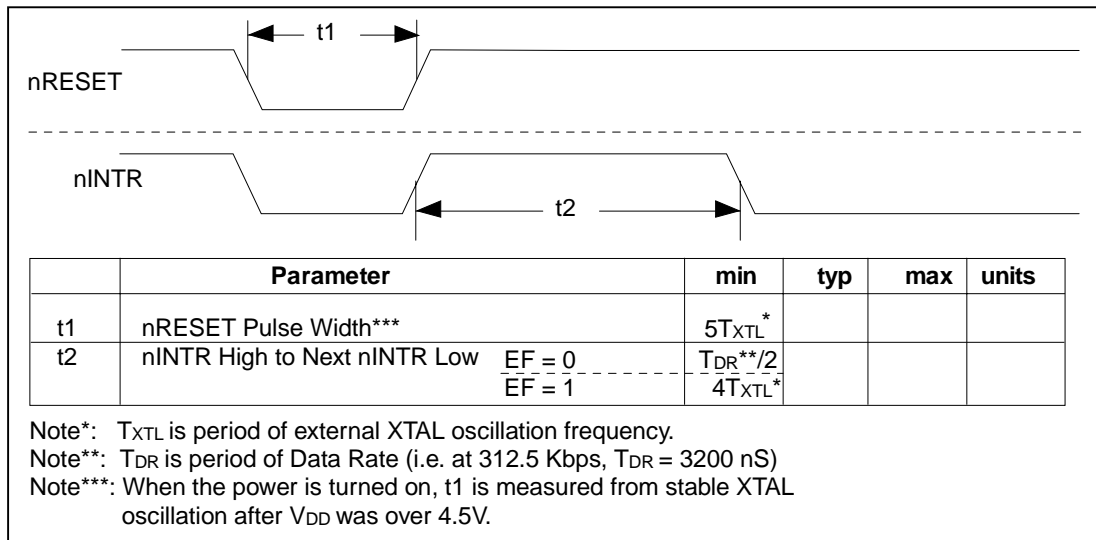 t1
nRESET
nINTR
t2
Parameter min typ max units
t1 nRESET Pulse Width*** 5TXTL*
t2 nINTR High to Next nINTR Low EF = 0 TDR**/2
EF = 1 4TXTL*
Note*: TXTL is period of external XTAL oscillation frequency.
Note**: TDR is period of Data Rate (i.e. at 312.5 Kbps, TDR = 3200 nS)
Note***: When the power is turned on, t1 is measured from stable XTAL
oscillation after VDD was over 4.5V.